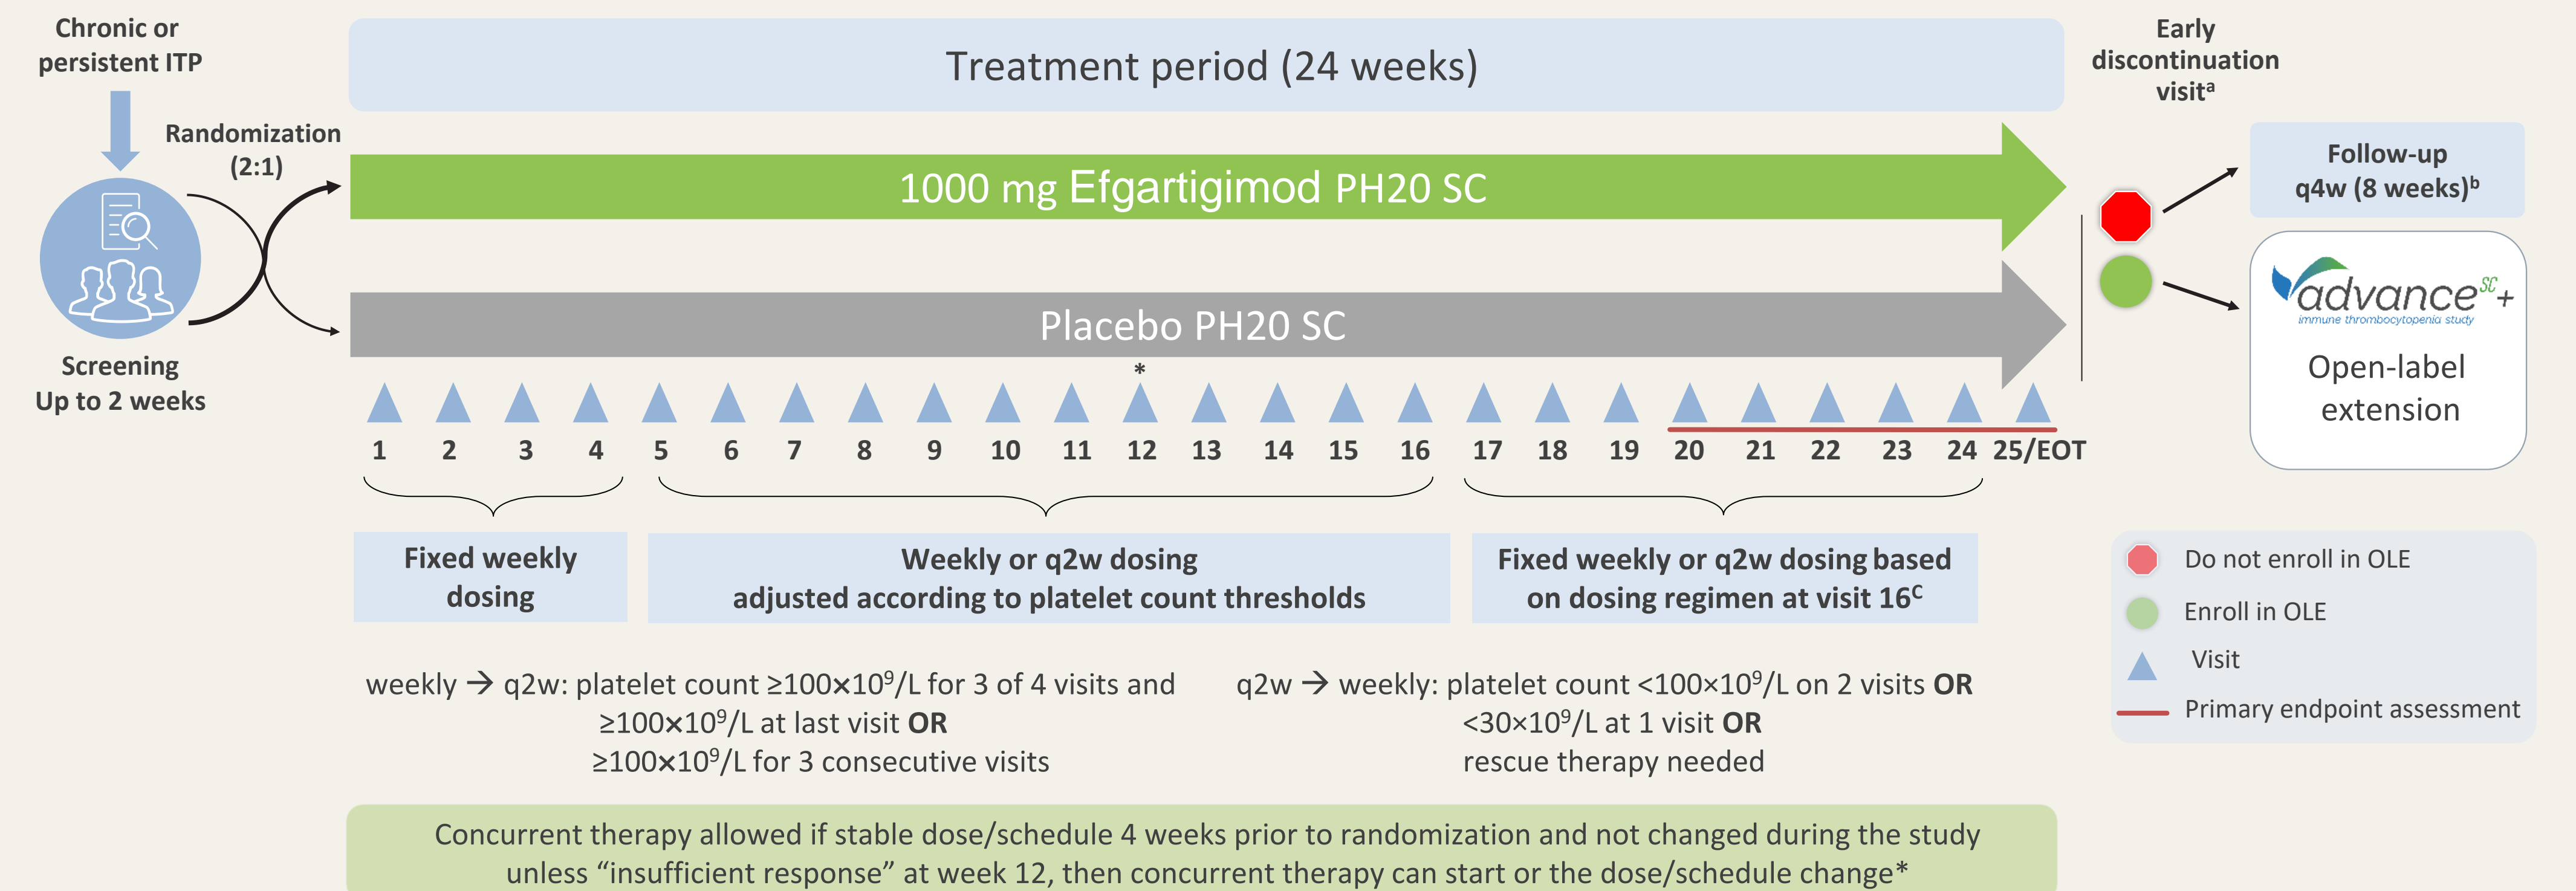 Chronic or
persistent ITP
Randomization
(2:1)
Screening
Up to 2 weeks
Treatment period (24 weeks)
1000 mg Efgartigimod PH20 SC
Placebo PH20 SC
*
1 2 3 4 5 6 7 8 9 10 11 12 13 14 15 16 17 18 19 20 21 22 23 24 25/EOT
Fixed weekly
dosing
Weekly or q2w dosing
adjusted according to platelet count thresholds
Fixed weekly or q2w dosing based
on dosing regimen at visit 16ᶜ
weekly → q2w: platelet count ≥100×10⁹/L for 3 of 4 visits and
≥100×10⁹/L at last visit OR
≥100×10⁹/L for 3 consecutive visits
q2w → weekly: platelet count <100×10⁹/L on 2 visits OR
<30×10⁹/L at 1 visit OR
rescue therapy needed
Concurrent therapy allowed if stable dose/schedule 4 weeks prior to randomization and not changed during the study
unless “insufficient response” at week 12, then concurrent therapy can start or the dose/schedule change*
Early
discontinuation
visitᵃ
Follow-up
q4w (8 weeks)ᵇ
advance SC+
immune thrombocytopenia study
Open-label
extension
Do not enroll in OLE
Enroll in OLE
Visit
Primary endpoint assessment